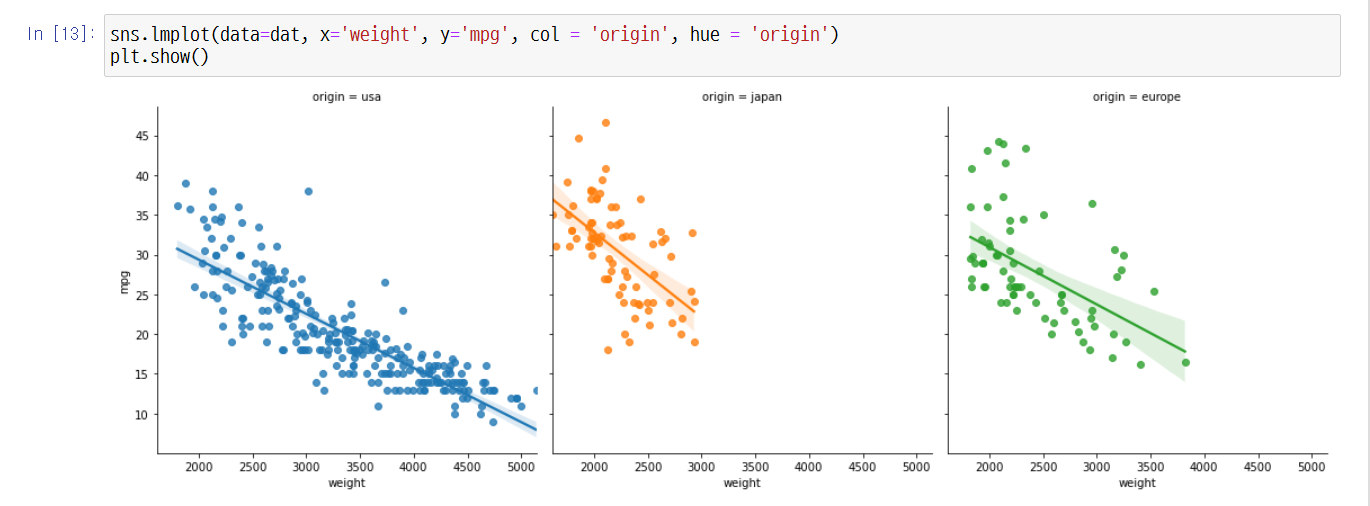 In [13]: sns.lmplot(data=dat, x='weight', y='mpg', col = 'origin', hue = 'origin')
plt.show()
origin = usa
origin = japan
origin = europe
mpg
45
40
35
30
25
20
15
10
2000 2500 3000 3500 4000 4500 5000
2000 2500 3000 3500 4000 4500 5000
2000 2500 3000 3500 4000 4500 5000
weight
weight
weight